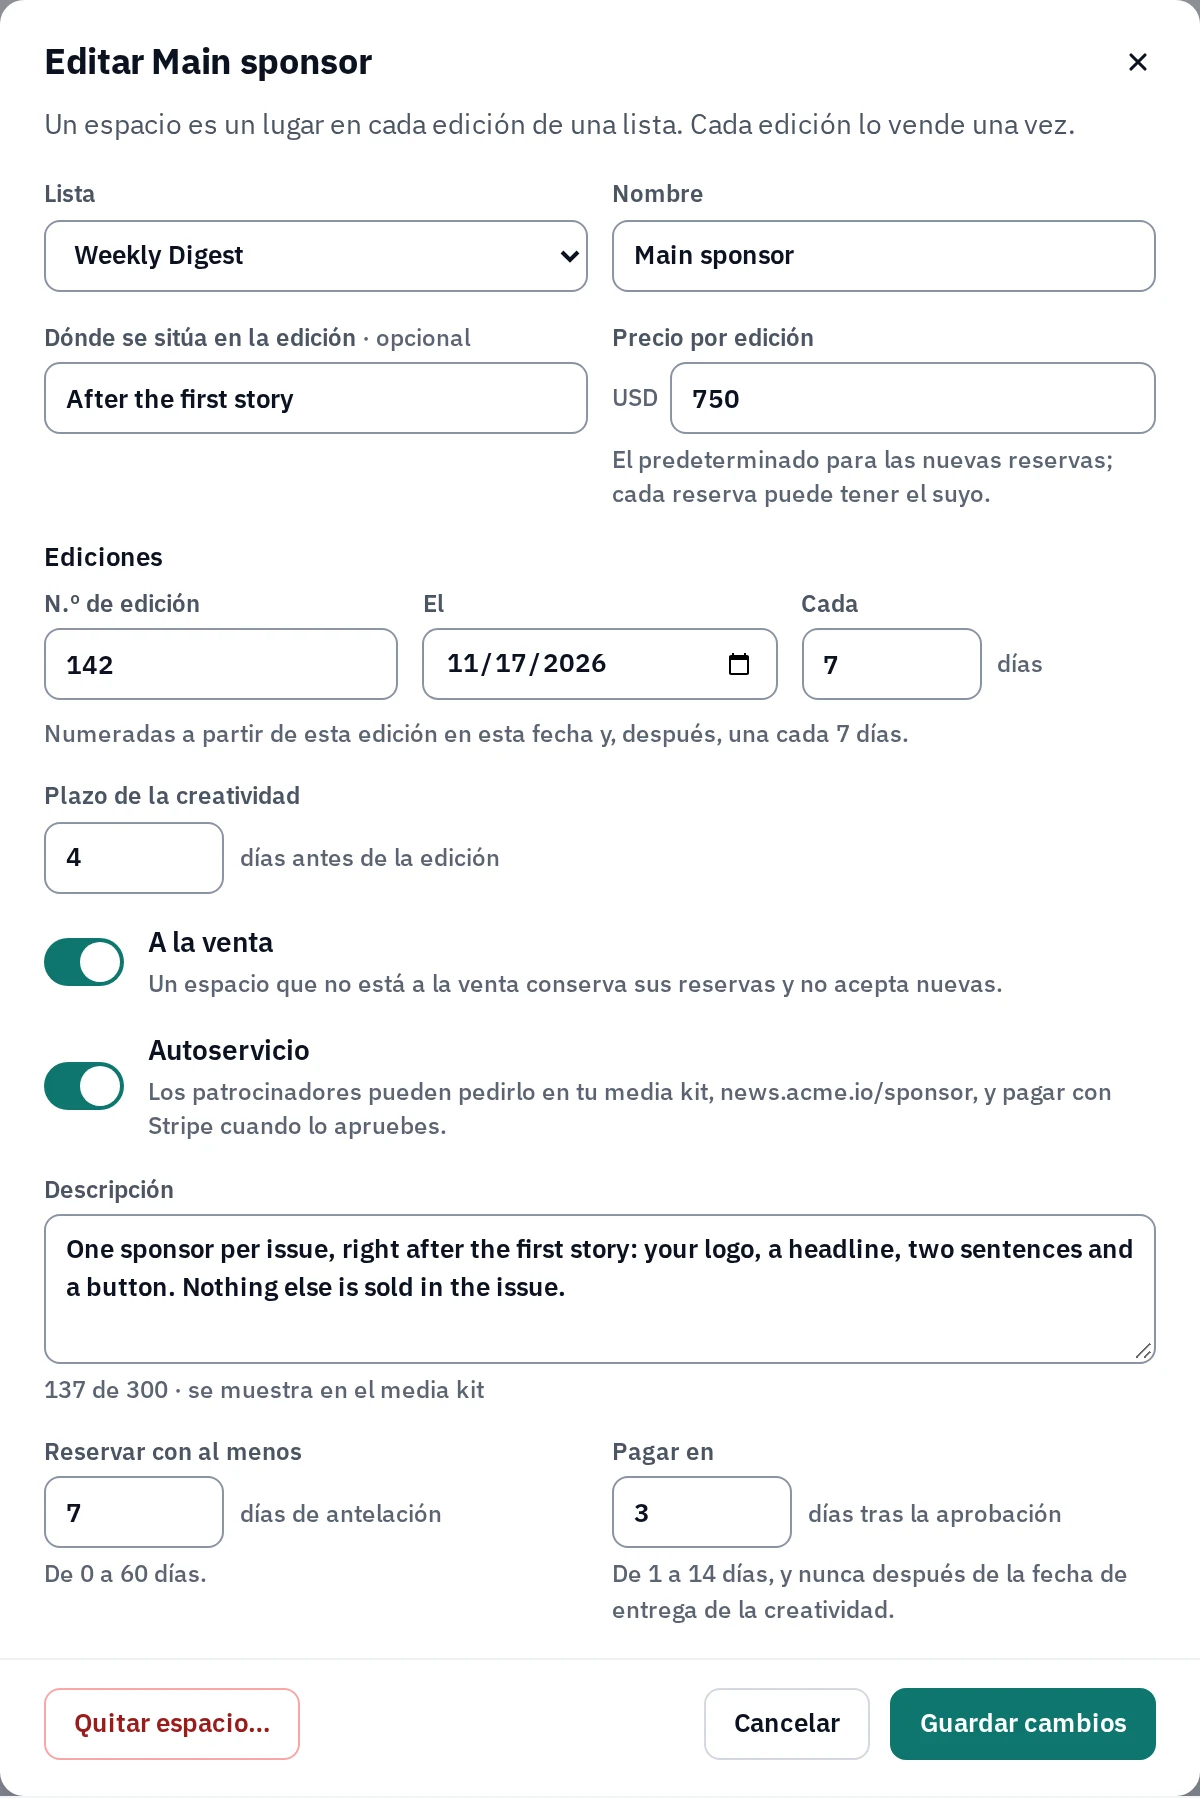 Editar Main sponsor
Un espacio es un lugar en cada edición de una lista. Cada edición lo vende una vez.
Lista
Nombre
Weekly Digest
Main sponsor
Dónde se sitúa en la edición · opcional
Precio por edición
After the first story
USD
750
El predeterminado para las nuevas reservas;
cada reserva puede tener el suyo.
Ediciones
N.º de edición
El
Cada
142
11/17/2026
7
días
Numeradas a partir de esta edición en esta fecha y, después, una cada 7 días.
Plazo de la creatividad
4
días antes de la edición
A la venta
Un espacio que no está a la venta conserva sus reservas y no acepta nuevas.
Autoservicio
Los patrocinadores pueden pedirlo en tu media kit, news.acme.io/sponsor, y pagar con
Stripe cuando lo apruebes.
Descripción
One sponsor per issue, right after the first story: your logo, a headline, two sentences and
a button. Nothing else is sold in the issue.
137 de 300 · se muestra en el media kit
Reservar con al menos
Pagar en
7
días de antelación
3
días tras la aprobación
De 0 a 60 días.
De 1 a 14 días, y nunca después de la fecha de
entrega de la creatividad.
Quitar espacio...
Cancelar
Guardar cambios